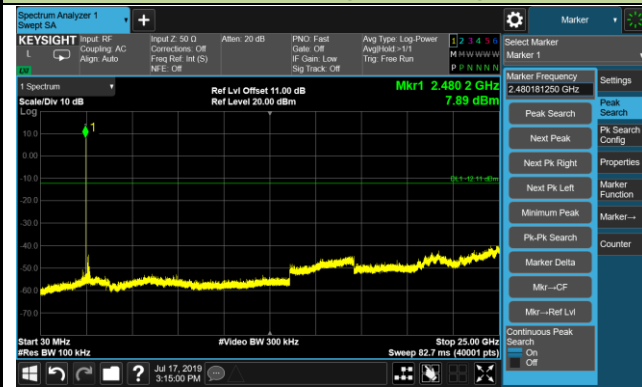 Spectrum Analyzer 1
Swept SA
+
Marker
KEYSIGHT
L
Input: RF
Coupling: AC
Align: Auto
Input Z: 50 Ω
Corrections: Off
Freq Ref: Int (S)
NFE: Off
Atten: 20 dB
PNO: Fast
Gate: Off
IF Gain: Low
Sig Track: Off
Avg Type: Log-Power
Avg|Hold:>1/1
Trig: Free Run
1 2 3 4 5 6
M W W W W W
P P N N N N
Select Marker
Marker 1
1 Spectrum
Scale/Div 10 dB
Log
Ref Lvl Offset 11.00 dB
Ref Level 20.00 dBm
Mkr1 2.480 2 GHz
7.89 dBm
1
10.0
0.00
-10.0
-20.0
-30.0
-40.0
-50.0
-60.0
-70.0
DL1 -12.11 dBm
Start 30 MHz
#Res BW 100 kHz
#Video BW 300 kHz
Stop 25.00 GHz
Sweep 82.7 ms (40001 pts)
Marker Frequency
2.480181250 GHz
Peak Search
Next Peak
Next Pk Right
Next Pk Left
Minimum Peak
Pk-Pk Search
Marker Delta
Mkr→CF
Mkr→Ref Lvl
Continuous Peak
Search
On
Off
Settings
Peak
Search
Pk Search
Config
Properties
Marker
Function
Marker→
Counter
?
Jul 17, 2019
3:15:00 PM